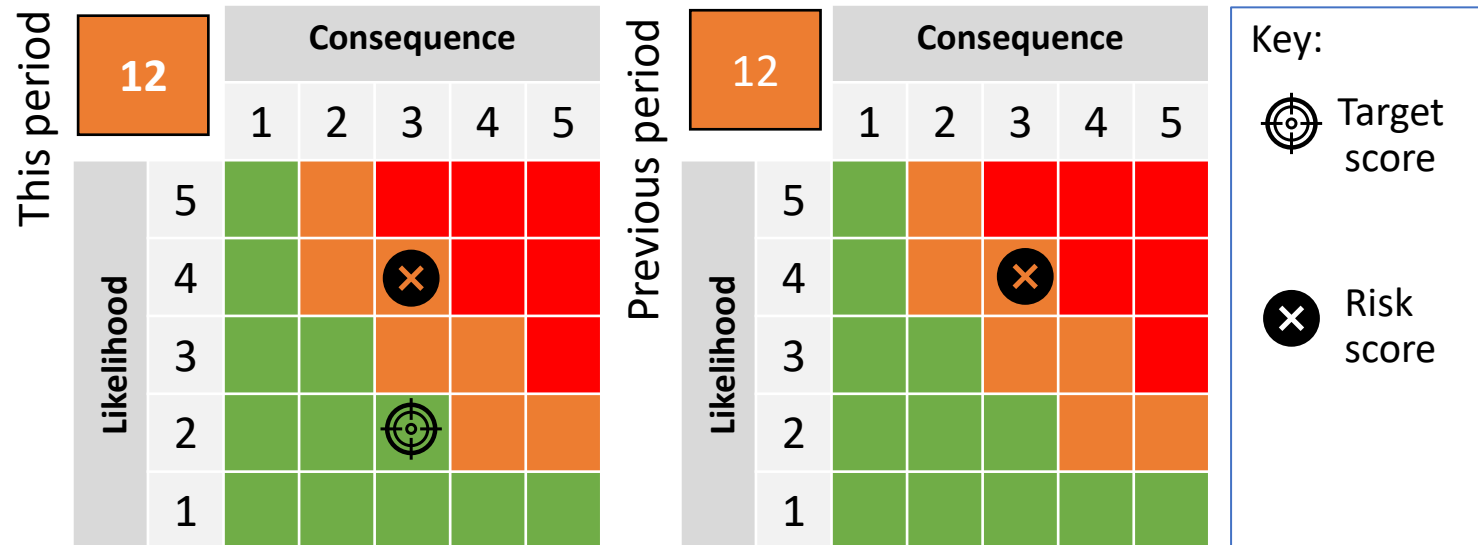 This period
12
Consequence
1 2 3 4 5
Likelihood
5
4
3
2
1
Previous period
12
Consequence
1 2 3 4 5
Likelihood
5
4
3
2
1
Key:
Target
score
Risk
score